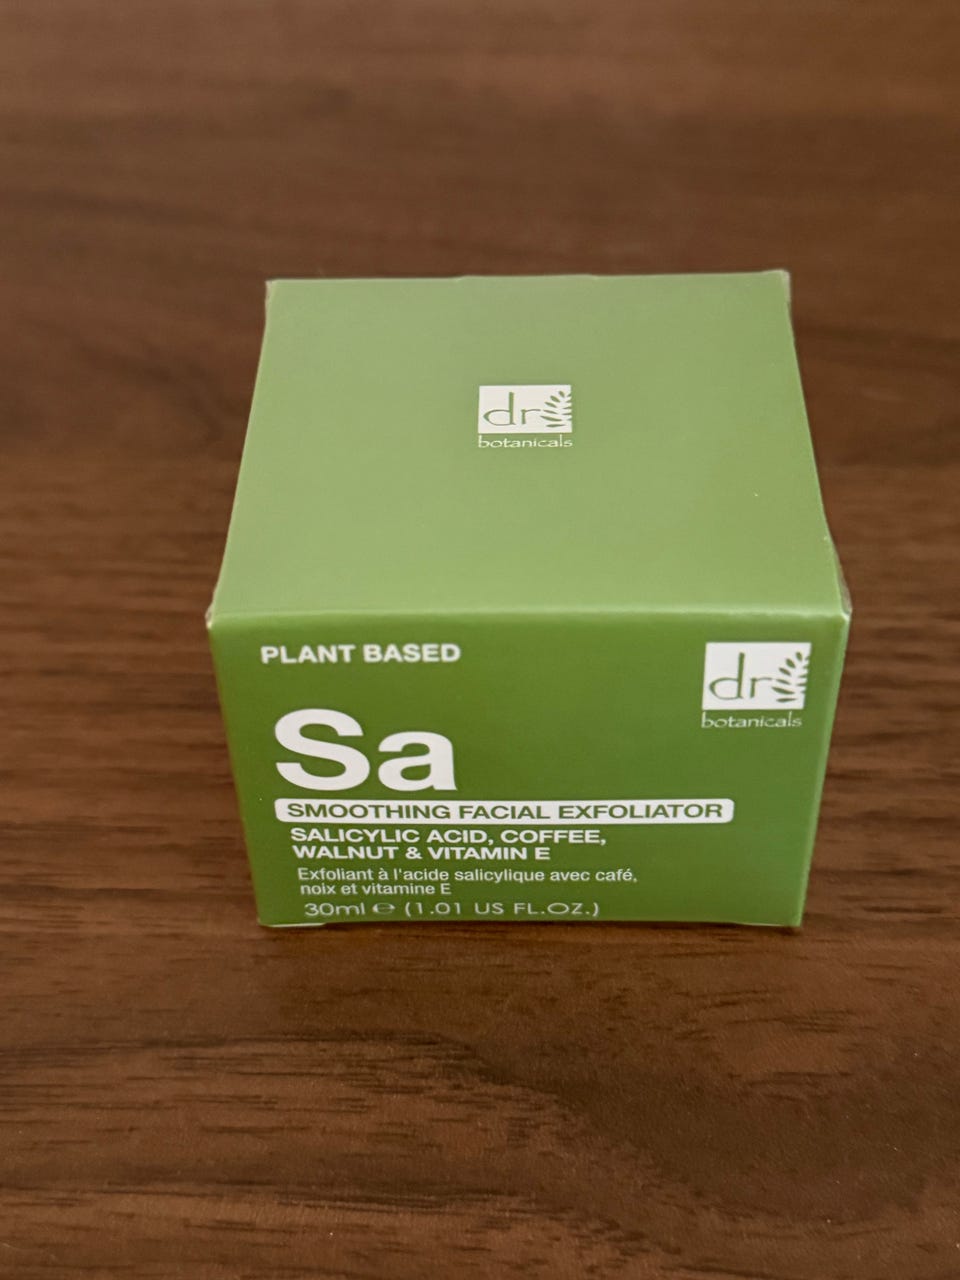 dr
botanicals
PLANT BASED
dr
botanicals
Sa
SMOOTHING FACIAL EXFOLIATOR
SALICYLIC ACID, COFFEE,
WALNUT & VITAMIN E
Exfoliant à l'acide salicylique avec café,
noix et vitamine E
30ml ℮ (1.01 US FL.OZ.)